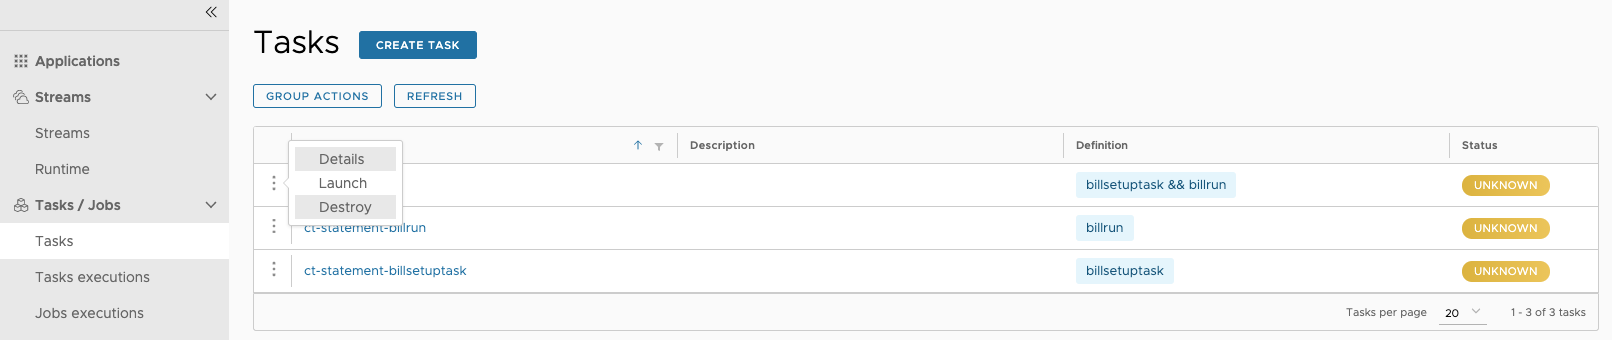 Applications
Streams
Streams
Runtime
Tasks / Jobs
Tasks
Tasks executions
Jobs executions
Tasks CREATE TASK
GROUP ACTIONS REFRESH
Description Definition Status
Details
Launch
Destroy
billsetuptask && billrun UNKNOWN
ct-statement-billrun billrun UNKNOWN
ct-statement-billsetuptask billsetuptask UNKNOWN
Tasks per page 20 1 - 3 of 3 tasks